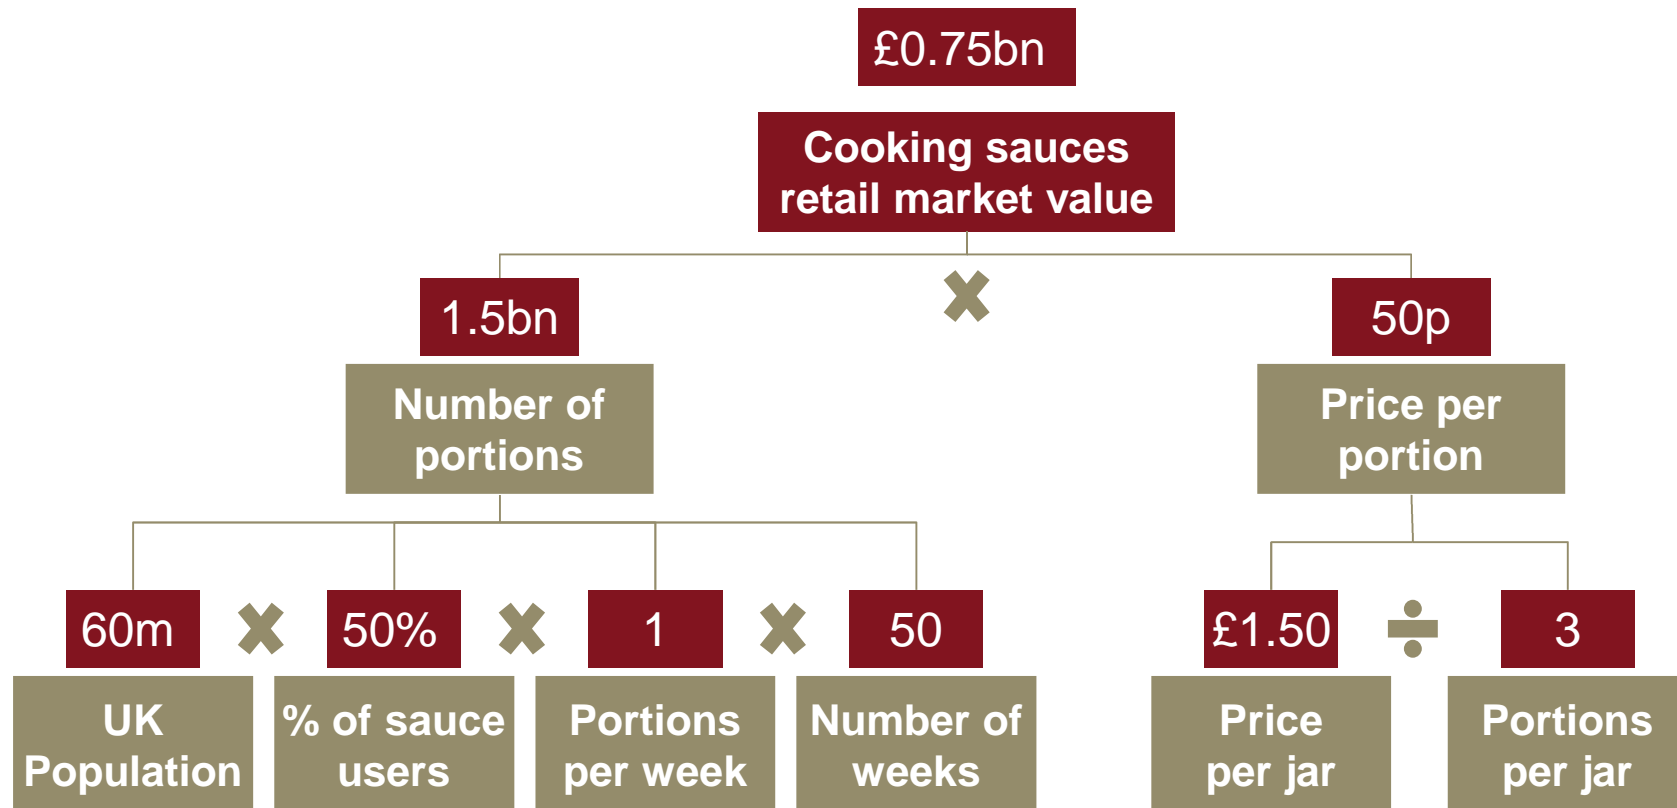 £0.75bn
Cooking sauces
retail market value
1.5bn
50p
Number of
portions
Price per
portion
60m
50%
1
50
£1.50
÷
3
UK
Population
% of sauce
users
Portions
per week
Number of
weeks
Price
per jar
Portions
per jar